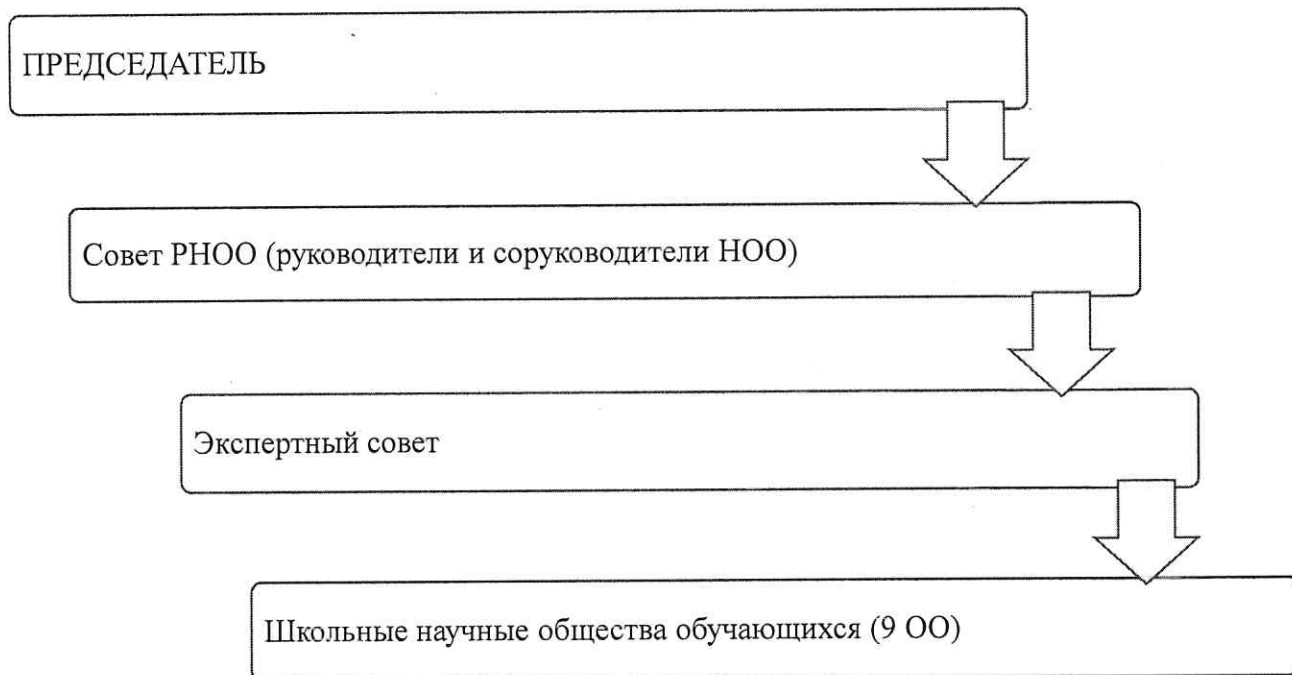 ПРЕДСЕДАТЕЛЬ
Совет РНОО (руководители и соруководители НОО)
Экспертный совет
Школьные научные общества обучающихся (9 ОО)